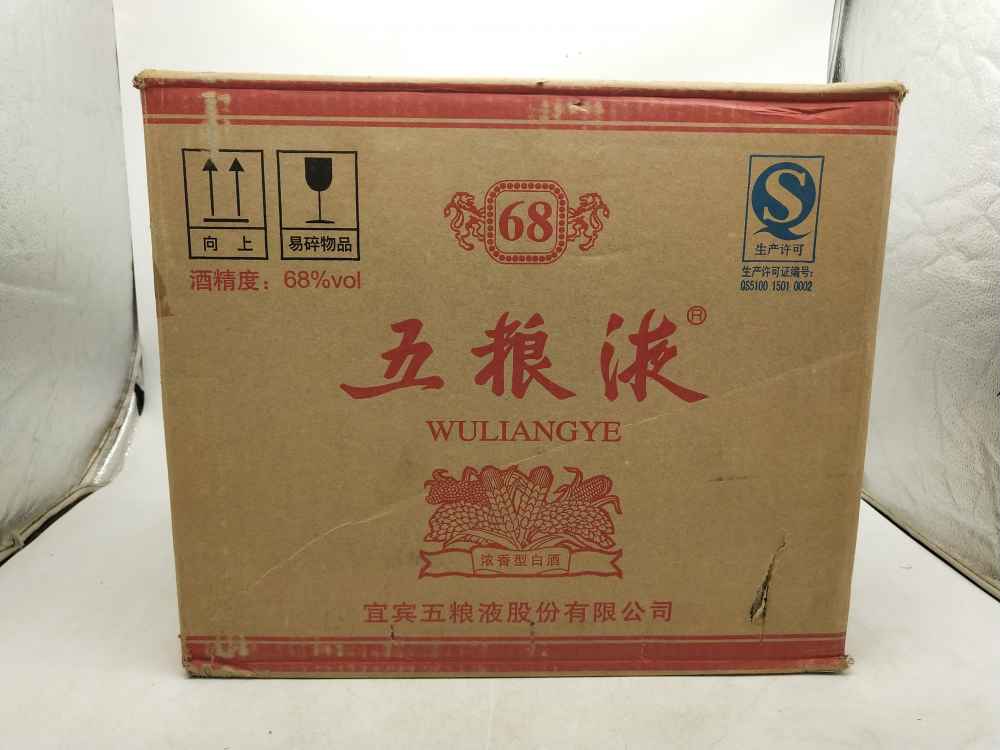 向 上
易碎物品
酒精度：68%vol
68
S
生产许可
生产许可证编号：
QS5100 1501 0002
五粮液®
WULIANGYE
浓香型白酒
宜宾五粮液股份有限公司